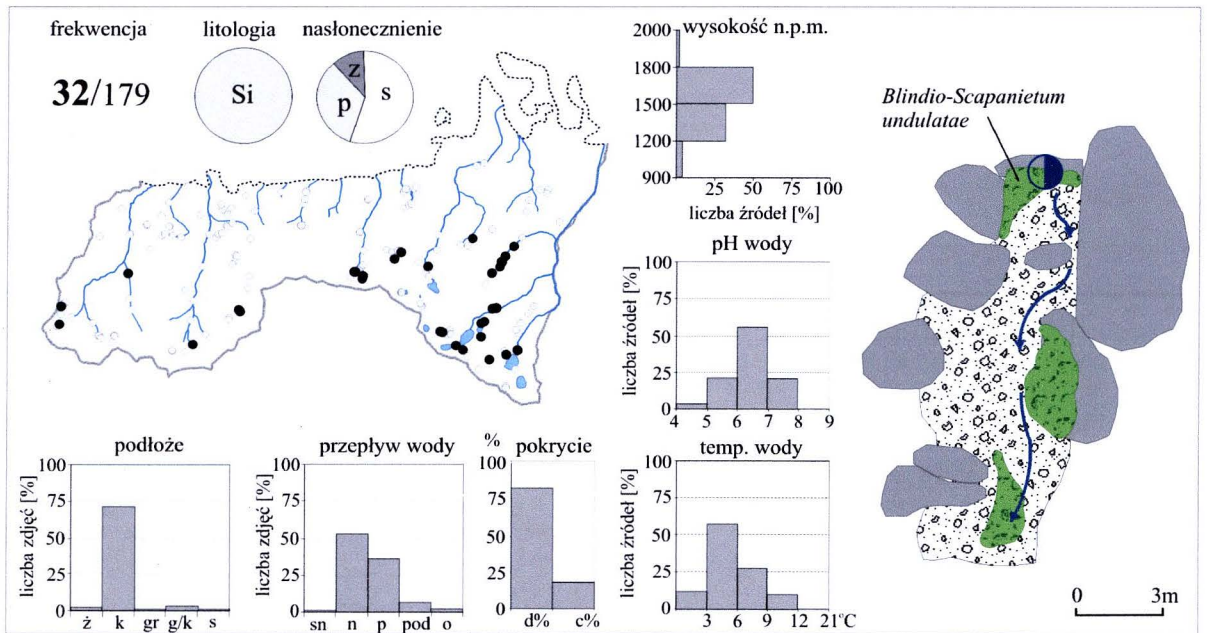 frekwencja
32/179
litologia
Si
nasłonecznienie
z
p
s
wysokość n.p.m.
2000
1800
1500
1200
900
25 50 75 100
liczba źródeł [%]
Blindio-Scapanietum
undulatae
pH wody
liczba źródeł [%]
100
75
50
25
0
4 5 6 7 8 9
podłoże
liczba zdjęć [%]
100
75
50
25
0
ż k gr g/k s
przepływ wody
liczba zdjęć [%]
100
75
50
25
0
sn n p pod o
pokrycie
%
100
75
50
25
0
d% c%
temp. wody
liczba źródeł [%]
100
75
50
25
0
3 6 9 12 21°C
0 3m